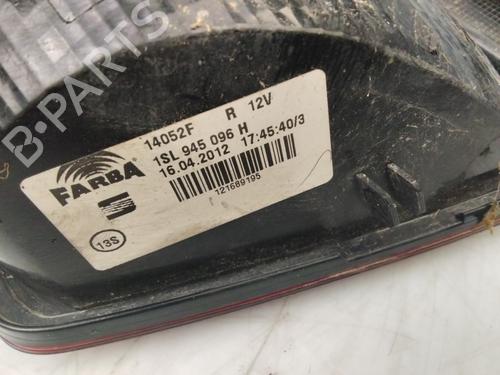 14052F R 12V
1SL 945 096 H
16.04.2012 17:45:40/3
FARBA
121689195
13S
B-PARTS